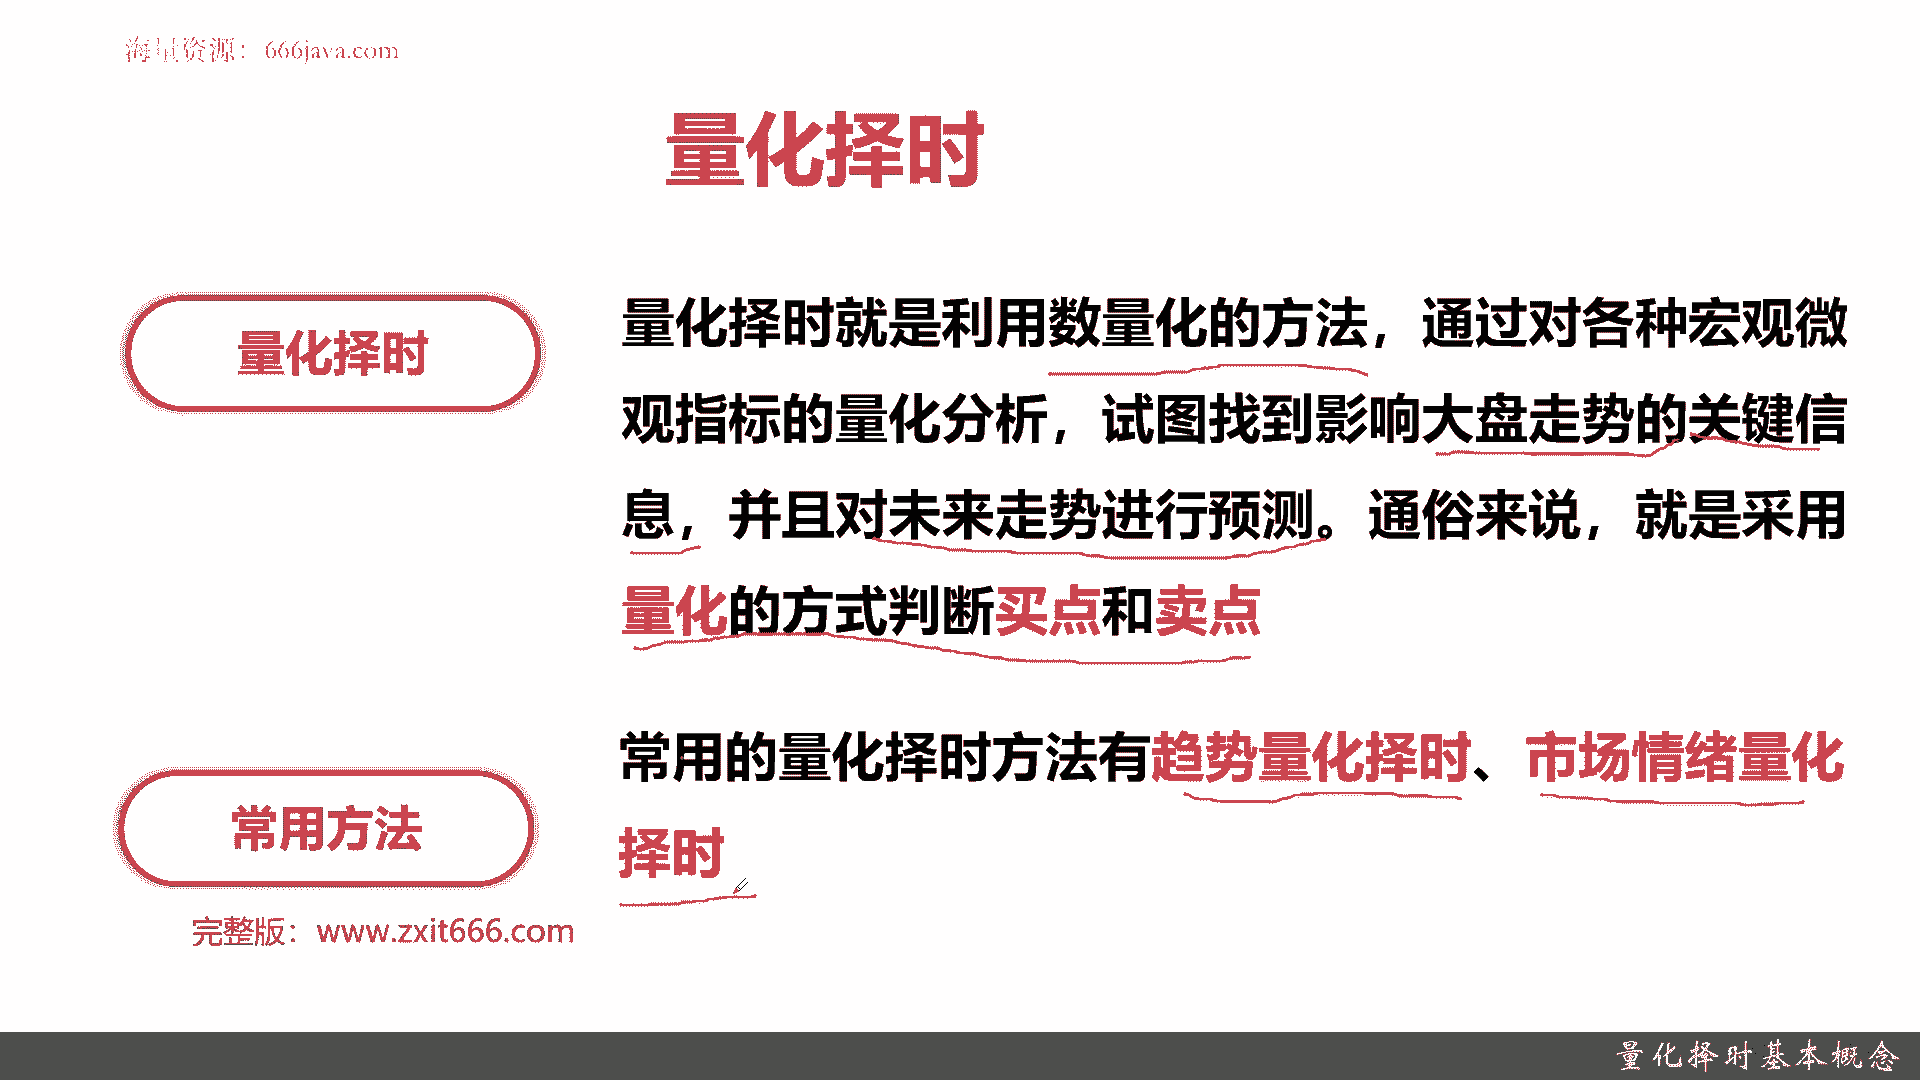 海量资源：666java.com
量化择时
量化择时
量化择时就是利用数量化的方法，通过对各种宏观微
观指标的量化分析，试图找到影响大盘走势的关键信
息，并且对未来走势进行预测。通俗来说，就是采用
量化的方式判断买点和卖点
常用方法
常用的量化择时方法有趋势量化择时、市场情绪量化
择时
完整版：www.zxit666.com
量化择时基本概念